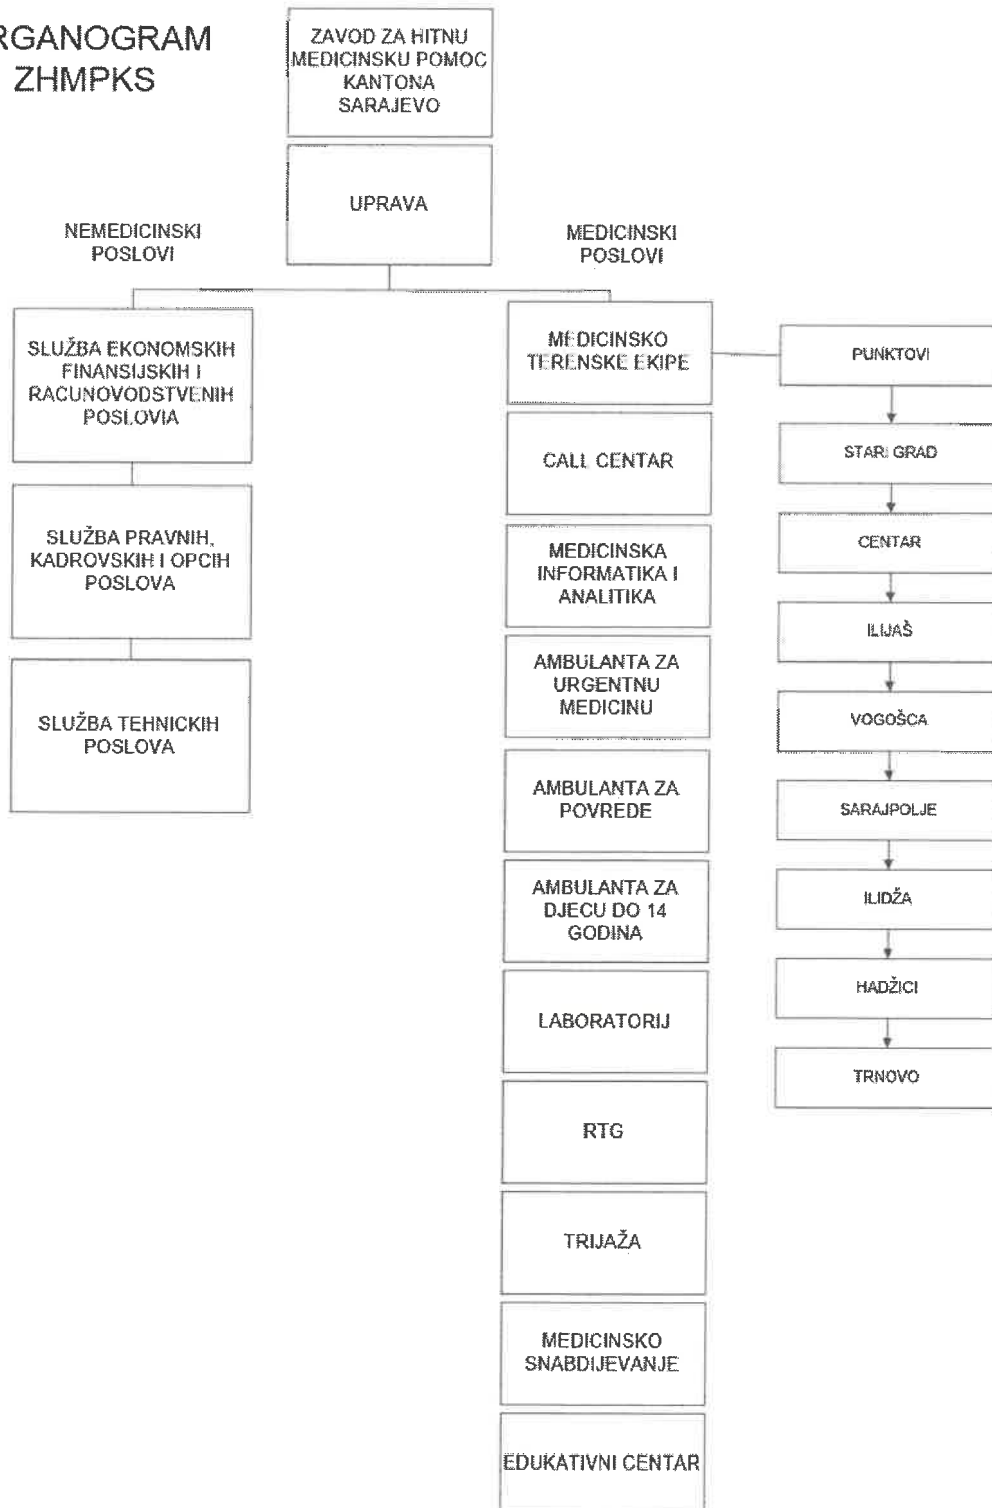 RGANOGRAM
ZHMPKS
ZAVOD ZA HITNU
MEDICINSKU POMOC
KANTONA
SARAJEVO
UPRAVA
NEMEDICINSKI
POSLOVI
MEDICINSKI
POSLOVI
SLUŽBA EKONOMSKIH
FINANSIJSKIH I
RACUNOVODSTVENIH
POSLOVIA
SLUŽBA PRAVNIH,
KADROVSKIH I OPCIH
POSLOVA
SLUŽBA TEHNICKIH
POSLOVA
MEDICINSKO
TERENSKE EKIPE
CALL CENTAR
MEDICINSKA
INFORMATIKA I
ANALITIKA
AMBULANTA ZA
URGENTNU
MEDICINU
AMBULANTA ZA
POVREDE
AMBULANTA ZA
DJECU DO 14
GODINA
LABORATORIJ
RTG
TRIJAŽA
MEDICINSKO
SNABDIJEVANJE
EDUKATIVNI CENTAR
PUNKTOVI
STARI GRAD
CENTAR
ILIJAŠ
VOGOŠCA
SARAJPOLJE
ILIDŽA
HADŽICI
TRNOVO